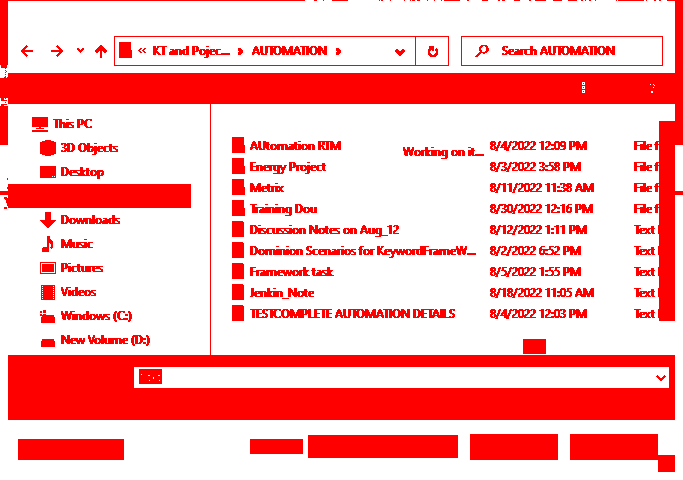 « KT and Pojec... › AUTOMATION ›
Search AUTOMATION
This PC
3D Objects
Desktop
Downloads
Music
Pictures
Videos
Windows (C:)
New Volume (D:)
Working on it...
AUtomation RTM 8/4/2022 12:09 PM File f
Energy Project 8/3/2022 3:58 PM File f
Metrix 8/11/2022 11:38 AM File f
Training Dou 8/30/2022 12:16 PM File f
Discussion Notes on Aug_12 8/12/2022 1:11 PM Text
Dominion Scenarios for KeywordFrameW... 8/2/2022 6:52 PM Text
Framework task 8/5/2022 1:55 PM Text
Jenkin_Note 8/18/2022 11:05 AM Text
TESTCOMPLETE AUTOMATION DETAILS 8/4/2022 12:03 PM Text